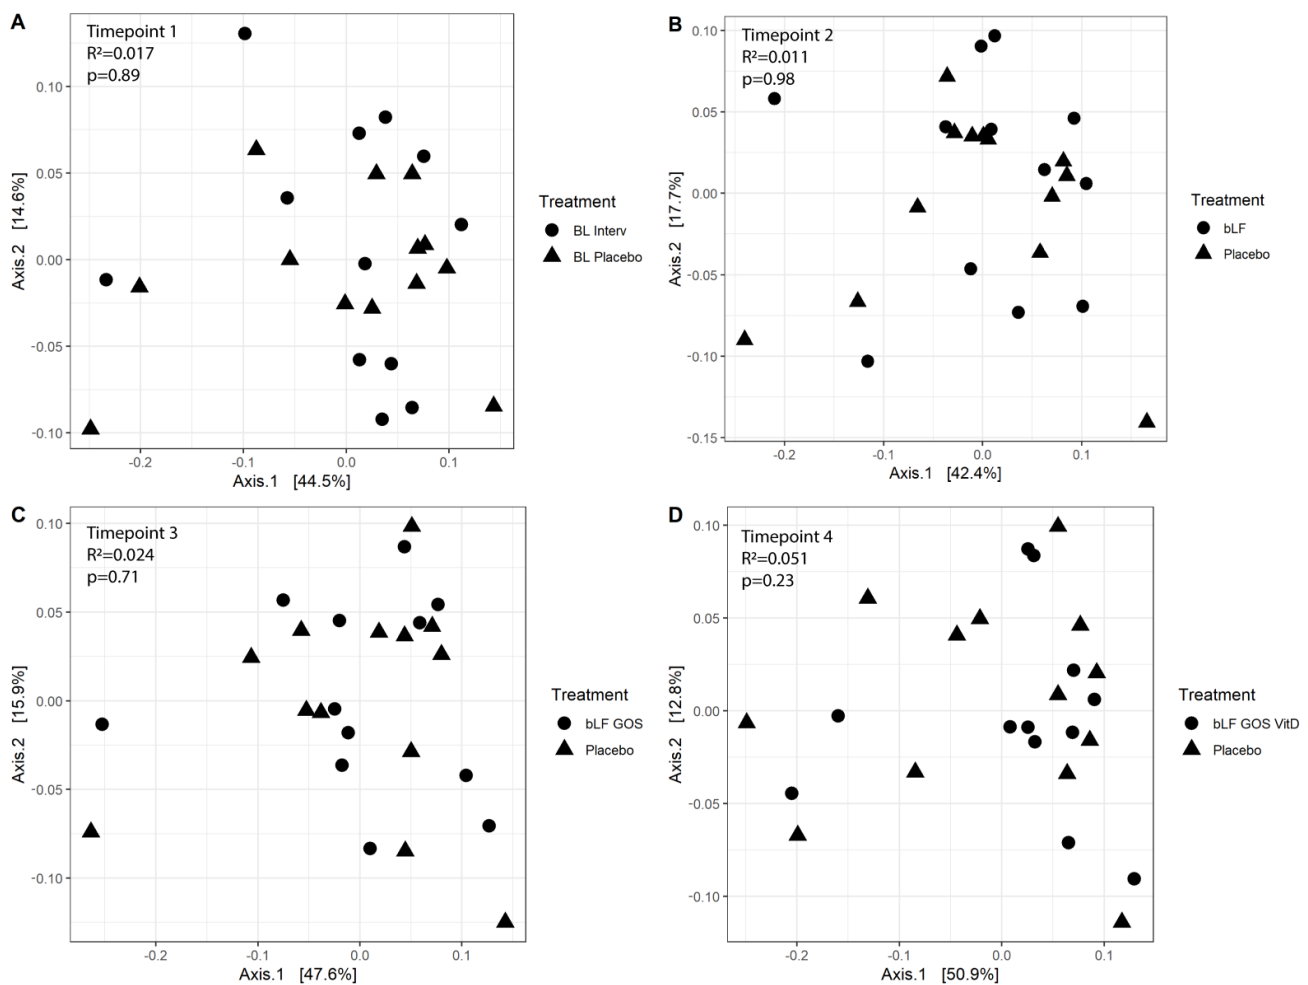 A
Timepoint 1
R²=0.017
p=0.89
0.10
0.05
0.00
-0.05
-0.10
Axis.2 [14.6%]
-0.2 -0.1 0.0 0.1
Axis.1 [44.5%]
Treatment
BL Interv
BL Placebo
B
Timepoint 2
R²=0.011
p=0.98
0.10
0.05
0.00
-0.05
-0.10
-0.15
Axis.2 [17.7%]
-0.2 -0.1 0.0 0.1
Axis.1 [42.4%]
Treatment
bLF
Placebo
C
Timepoint 3
R²=0.024
p=0.71
0.10
0.05
0.00
-0.05
-0.10
Axis.2 [15.9%]
-0.2 -0.1 0.0 0.1
Axis.1 [47.6%]
Treatment
bLF GOS
Placebo
D
Timepoint 4
R²=0.051
p=0.23
0.10
0.05
0.00
-0.05
-0.10
Axis.2 [12.8%]
-0.2 -0.1 0.0 0.1
Axis.1 [50.9%]
Treatment
bLF GOS VitD
Placebo